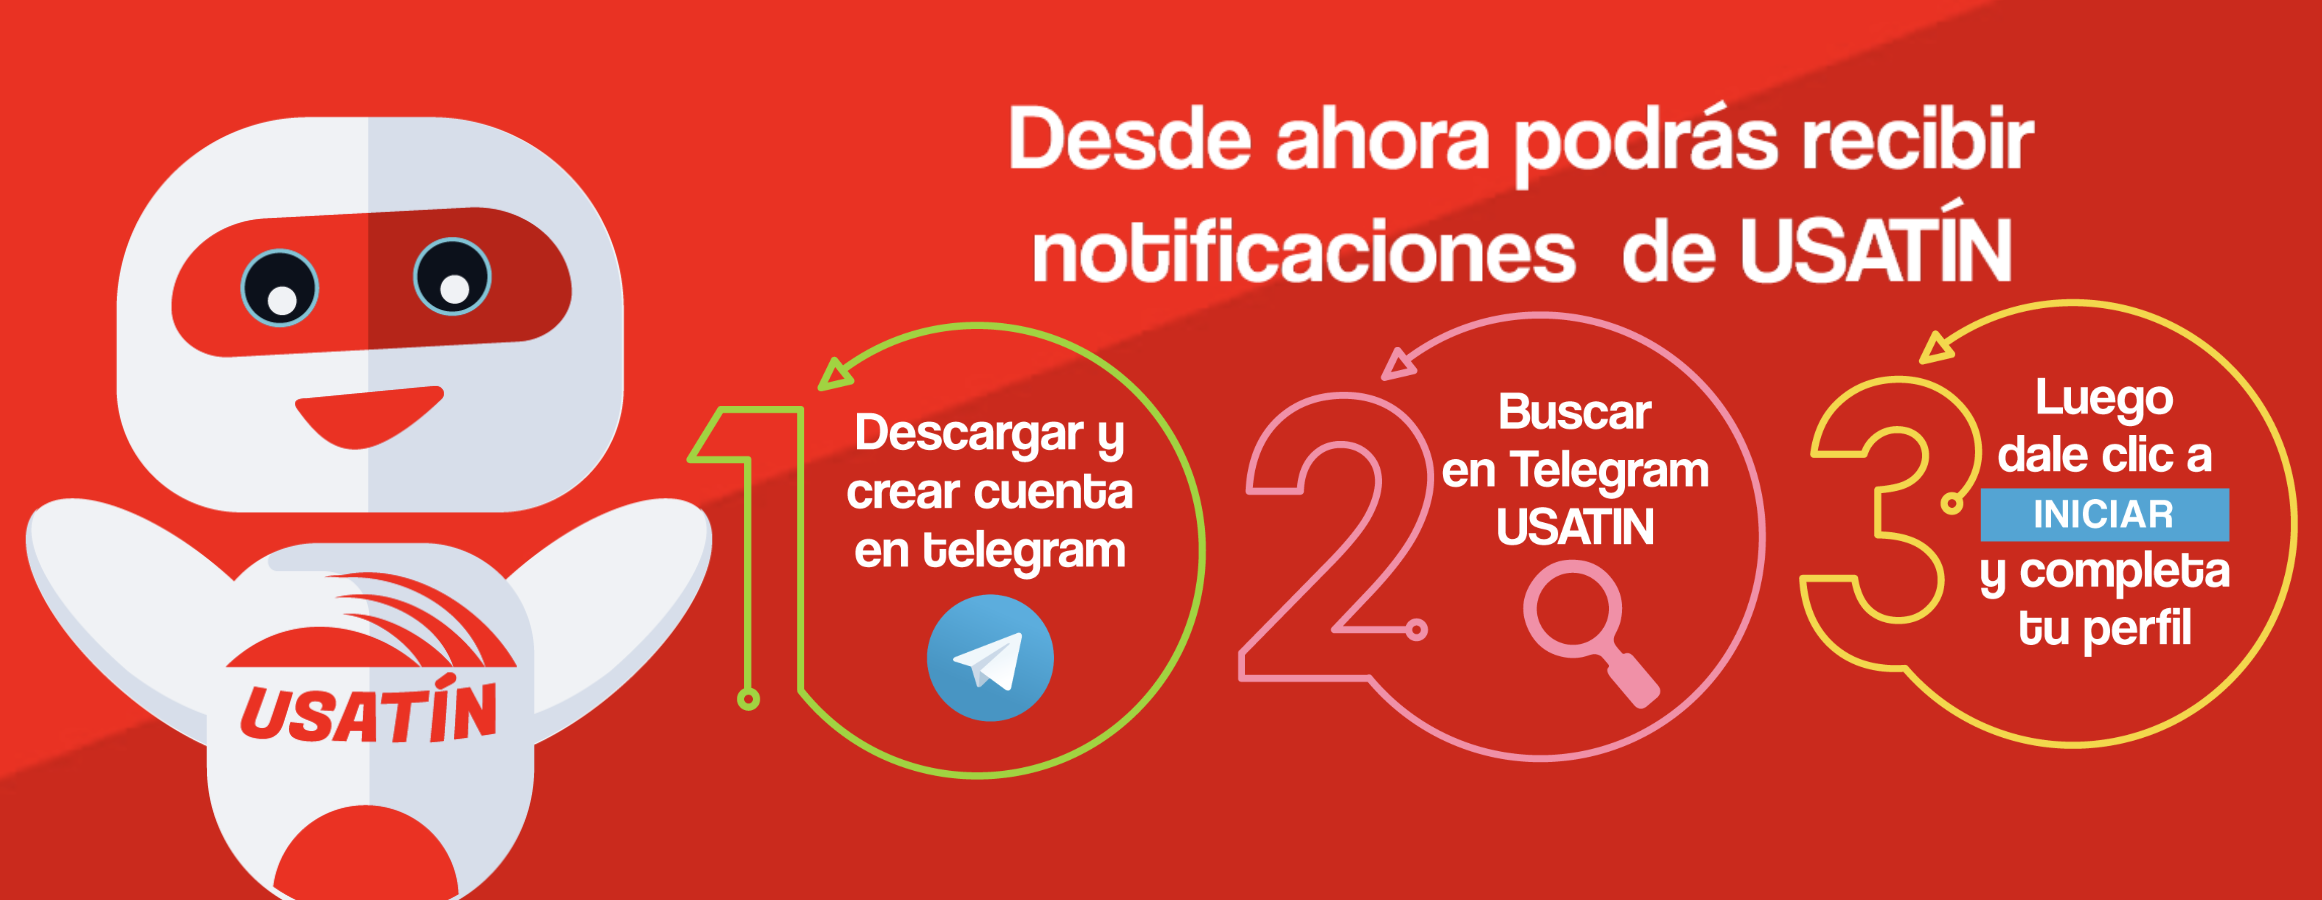 Desde ahora podrás recibir
notificaciones de USATÍN
1
Descargar y
crear cuenta
en telegram
2
Buscar
en Telegram
USATIN
3
Luego
dale clic a
INICIAR
y completa
tu perfil
USATÍN